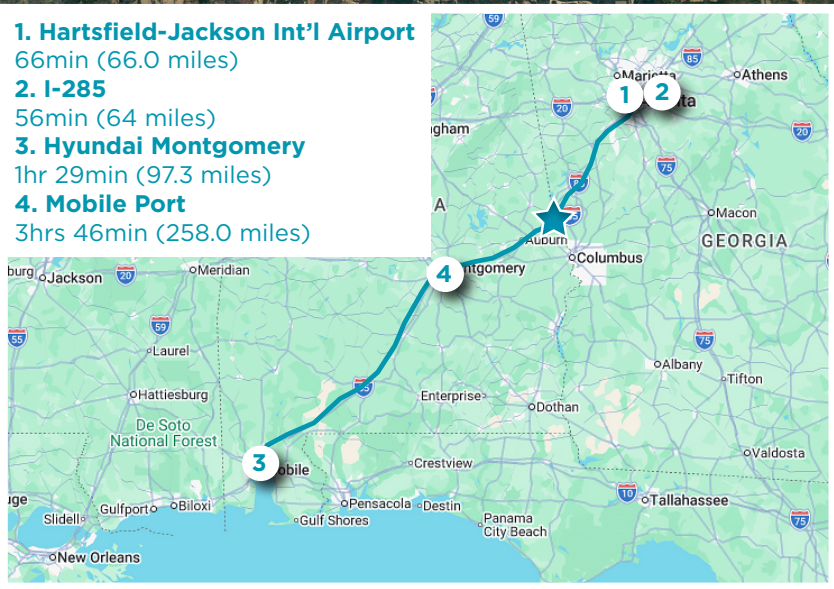 1. Hartsfield-Jackson Int'l Airport
66min (66.0 miles)
2. I-285
56min (64 miles)
3. Hyundai Montgomery
1hr 29min (97.3 miles)
4. Mobile Port
3hrs 46min (258.0 miles)
59
85
Marietta
Athens
1
2
ta
20
gham
20
75
A
85
Macon
Auburn
GEORGIA
Columbus
burg
Jackson
20
Meridian
4
ntgomery
59
55
75
Laurel
Albany
Tifton
65
Hattiesburg
Enterprise
Dothan
De Soto
National Forest
Valdosta
3
obile
Crestview
uge
10
Tallahassee
Gulfport
Biloxi
Pensacola
Destin
Slidell
Gulf Shores
Panama
City Beach
75
New Orleans